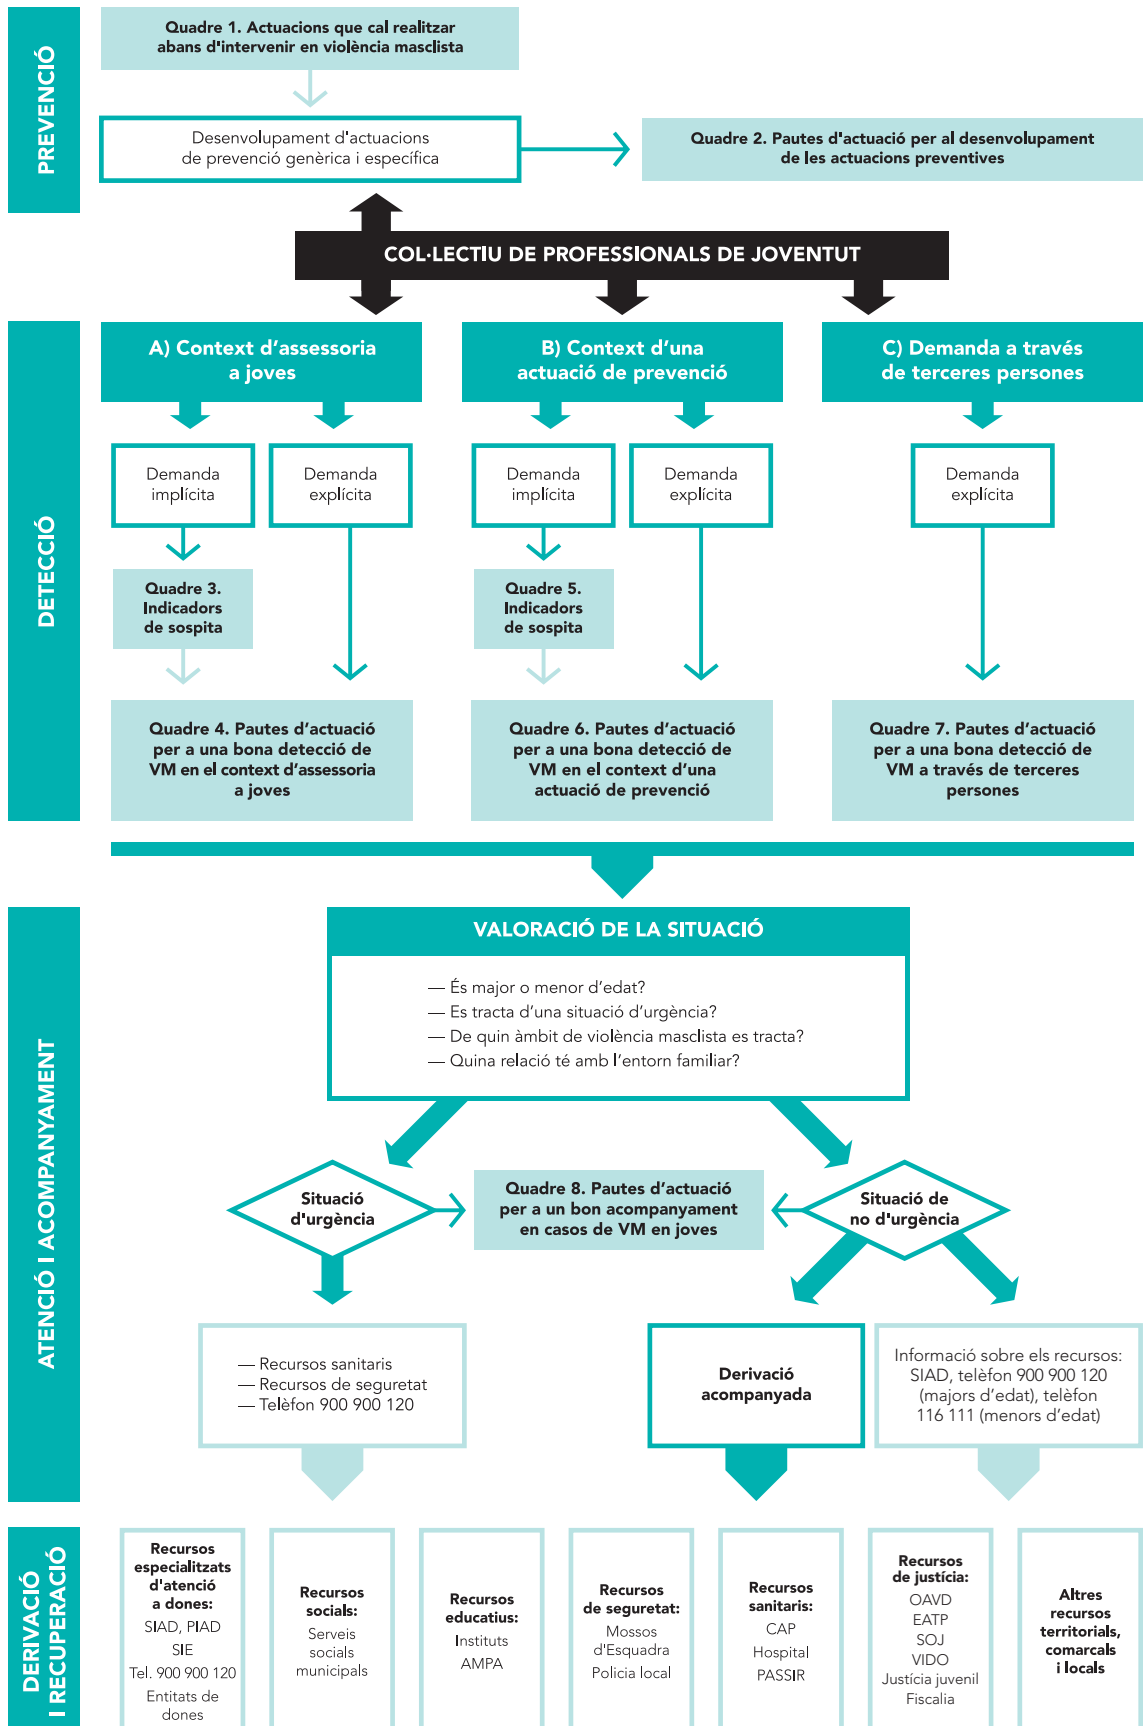 PREVENCIÓ
Quadre 1. Actuacions que cal realitzar
abans d'intervenir en violència masclista
Desenvolupament d'actuacions
de prevenció genèrica i específica
Quadre 2. Pautes d'actuació per al desenvolupament
de les actuacions preventives
COL·LECTIU DE PROFESSIONALS DE JOVENTUT
DETECCIÓ
A) Context d’assessoria
a joves
B) Context d’una
actuació de prevenció
C) Demanda a través
de terceres persones
Demanda
implícita
Demanda
explícita
Demanda
implícita
Demanda
explícita
Demanda
explícita
Quadre 3.
Indicadors
de sospita
Quadre 5.
Indicadors
de sospita
Quadre 4. Pautes d’actuació
per a una bona detecció de
VM en el context d’assessoria
a joves
Quadre 6. Pautes d’actuació
per a una bona detecció de
VM en el context d’una
actuació de prevenció
Quadre 7. Pautes d’actuació
per a una bona detecció de
VM a través de terceres
persones
ATENCIÓ I ACOMPANYAMENT
VALORACIÓ DE LA SITUACIÓ
— És major o menor d’edat?
— Es tracta d’una situació d’urgència?
— De quin àmbit de violència masclista es tracta?
— Quina relació té amb l’entorn familiar?
Situació
d'urgència
Quadre 8. Pautes d’actuació
per a un bon acompanyament
en casos de VM en joves
Situació de
no d'urgència
— Recursos sanitaris
— Recursos de seguretat
— Telèfon 900 900 120
Derivació
acompanyada
Informació sobre els recursos:
SIAD, telèfon 900 900 120
(majors d’edat), telèfon
116 111 (menors d’edat)
DERIVACIÓ
I RECUPERACIÓ
Recursos
especialitzats
d'atenció
a dones:
SIAD, PIAD
SIE
Tel. 900 900 120
Entitats de
dones
Recursos
socials:
Serveis
socials
municipals
Recursos
educatius:
Instituts
AMPA
Recursos
de seguretat:
Mossos
d'Esquadra
Policia local
Recursos
sanitaris:
CAP
Hospital
PASSIR
Recursos
de justícia:
OAVD
EATP
SOJ
VIDO
Justícia juvenil
Fiscalia
Altres
recursos
territorials,
comarcals
i locals